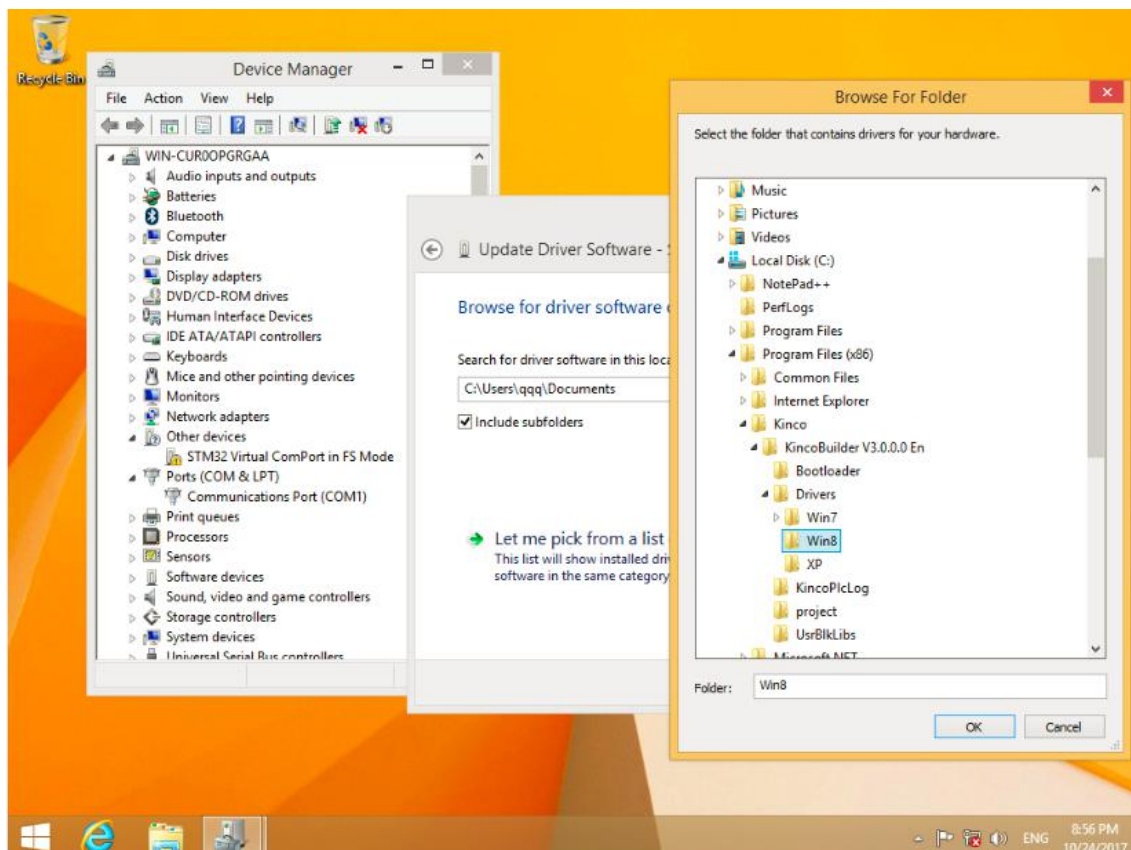 Recycle Bin
Device Manager
File Action View Help
WIN-CUR0OPGRGAA
Audio inputs and outputs
Batteries
Bluetooth
Computer
Disk drives
Display adapters
DVD/CD-ROM drives
Human Interface Devices
IDE ATA/ATAPI controllers
Keyboards
Mice and other pointing devices
Monitors
Network adapters
Other devices
STM32 Virtual ComPort in FS Mode
Ports (COM & LPT)
Communications Port (COM1)
Print queues
Processors
Sensors
Software devices
Sound, video and game controllers
Storage controllers
System devices
Universal Serial Bus controllers
Update Driver Software -
Browse for driver software
Search for driver software in this loca
C:\Users\qqq\Documents
Include subfolders
Let me pick from a list
This list will show installed dri
software in the same category
Browse For Folder
Select the folder that contains drivers for your hardware.
Music
Pictures
Videos
Local Disk (C:)
NotePad++
PerfLogs
Program Files
Program Files (x86)
Common Files
Internet Explorer
Kinco
KincoBuilder V3.0.0.0 En
Bootloader
Drivers
Win7
Win8
XP
KincoPlcLog
project
UsrBlkLibs
Microsoft.NET
Folder: Win8
OK Cancel
ENG
8:56 PM
10/24/2017